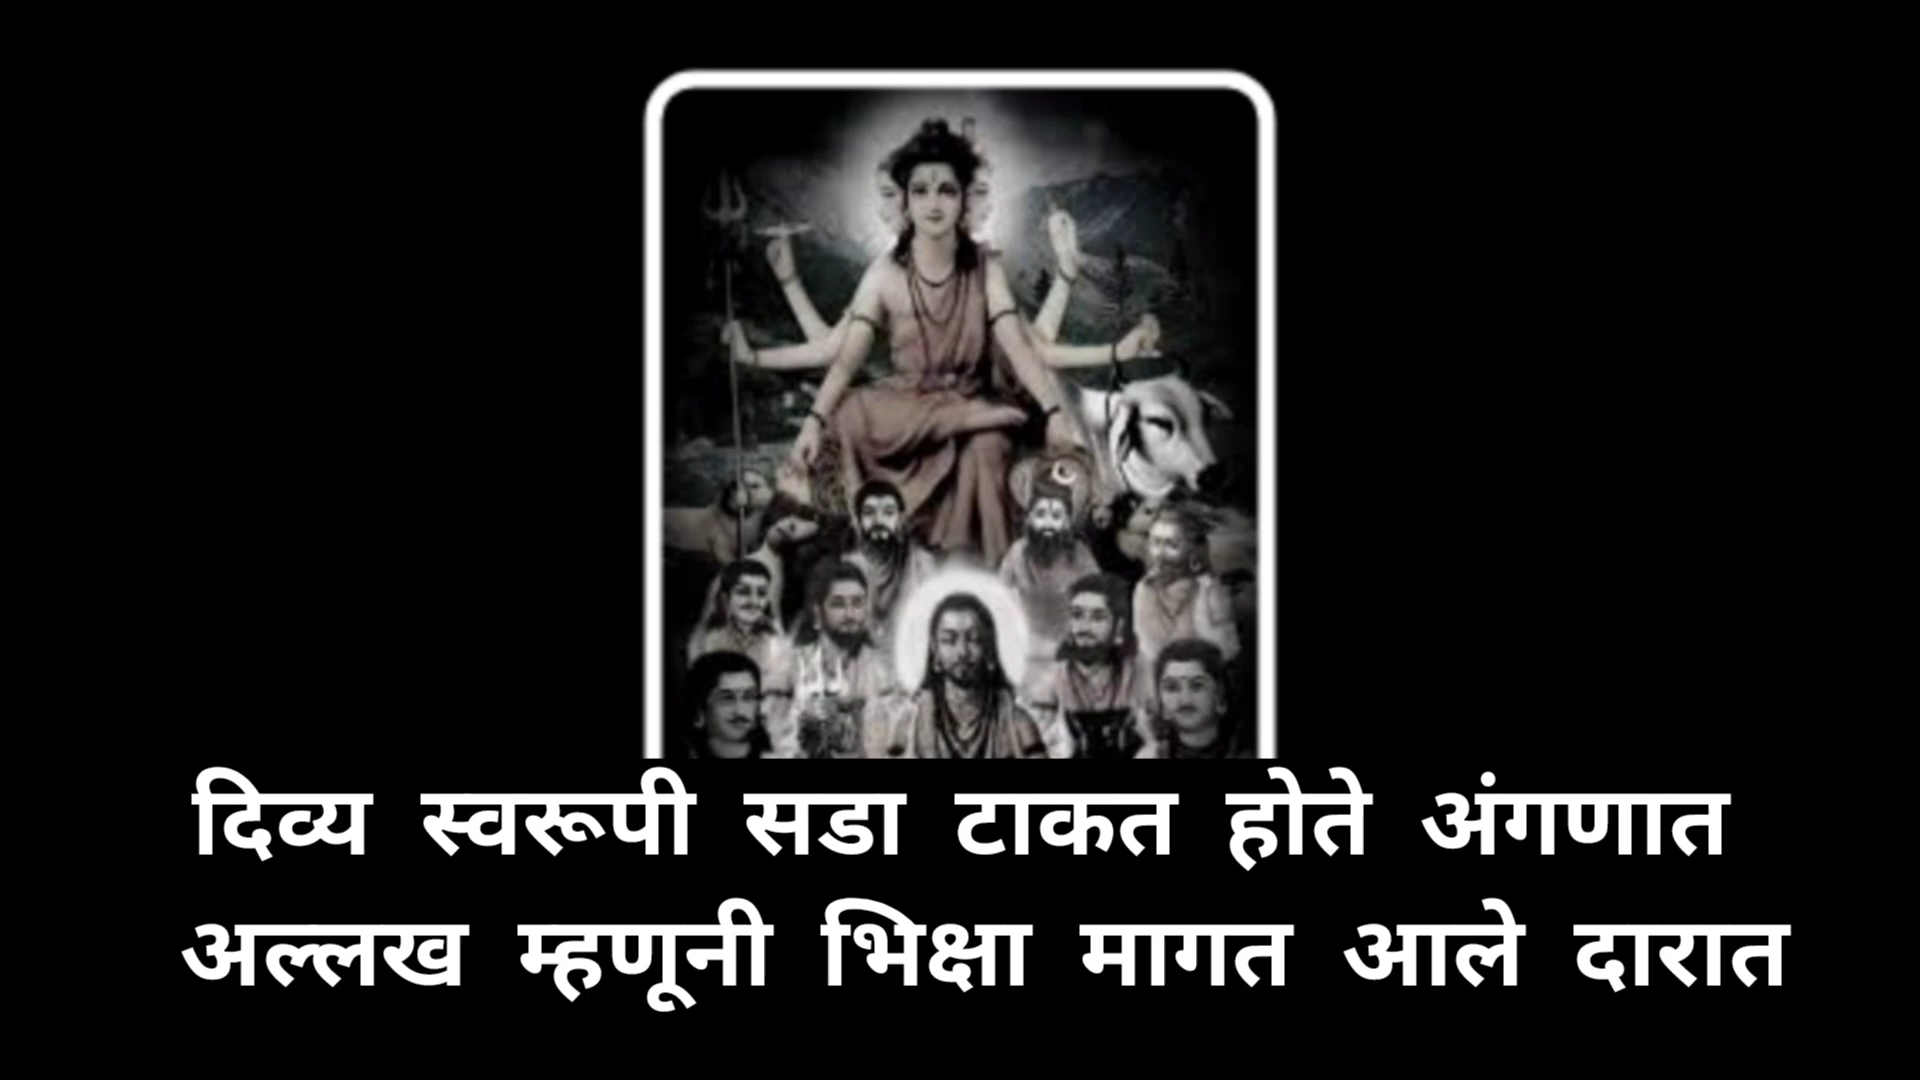 दिव्य स्वरूपी सडा टाकत होते अंगणात
अल्लख म्हणूनी भिक्षा मागत आले दारात